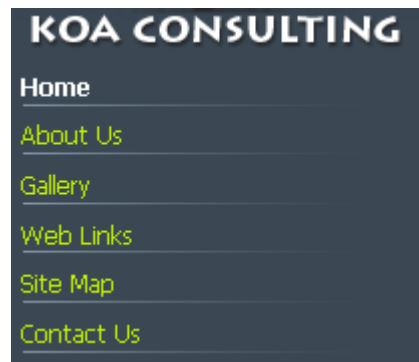 KOA CONSULTING
Home
About Us
Gallery
Web Links
Site Map
Contact Us